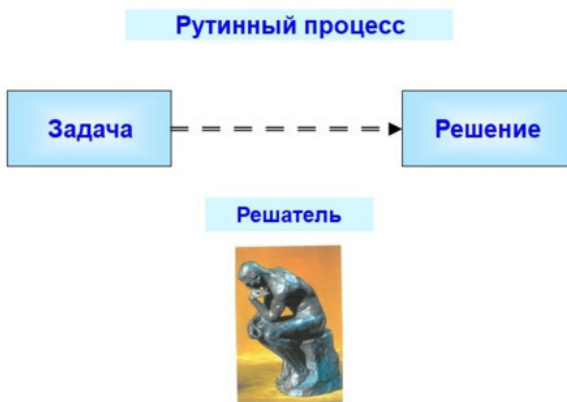 Рутинный процесс
Задача
Решение
Решатель